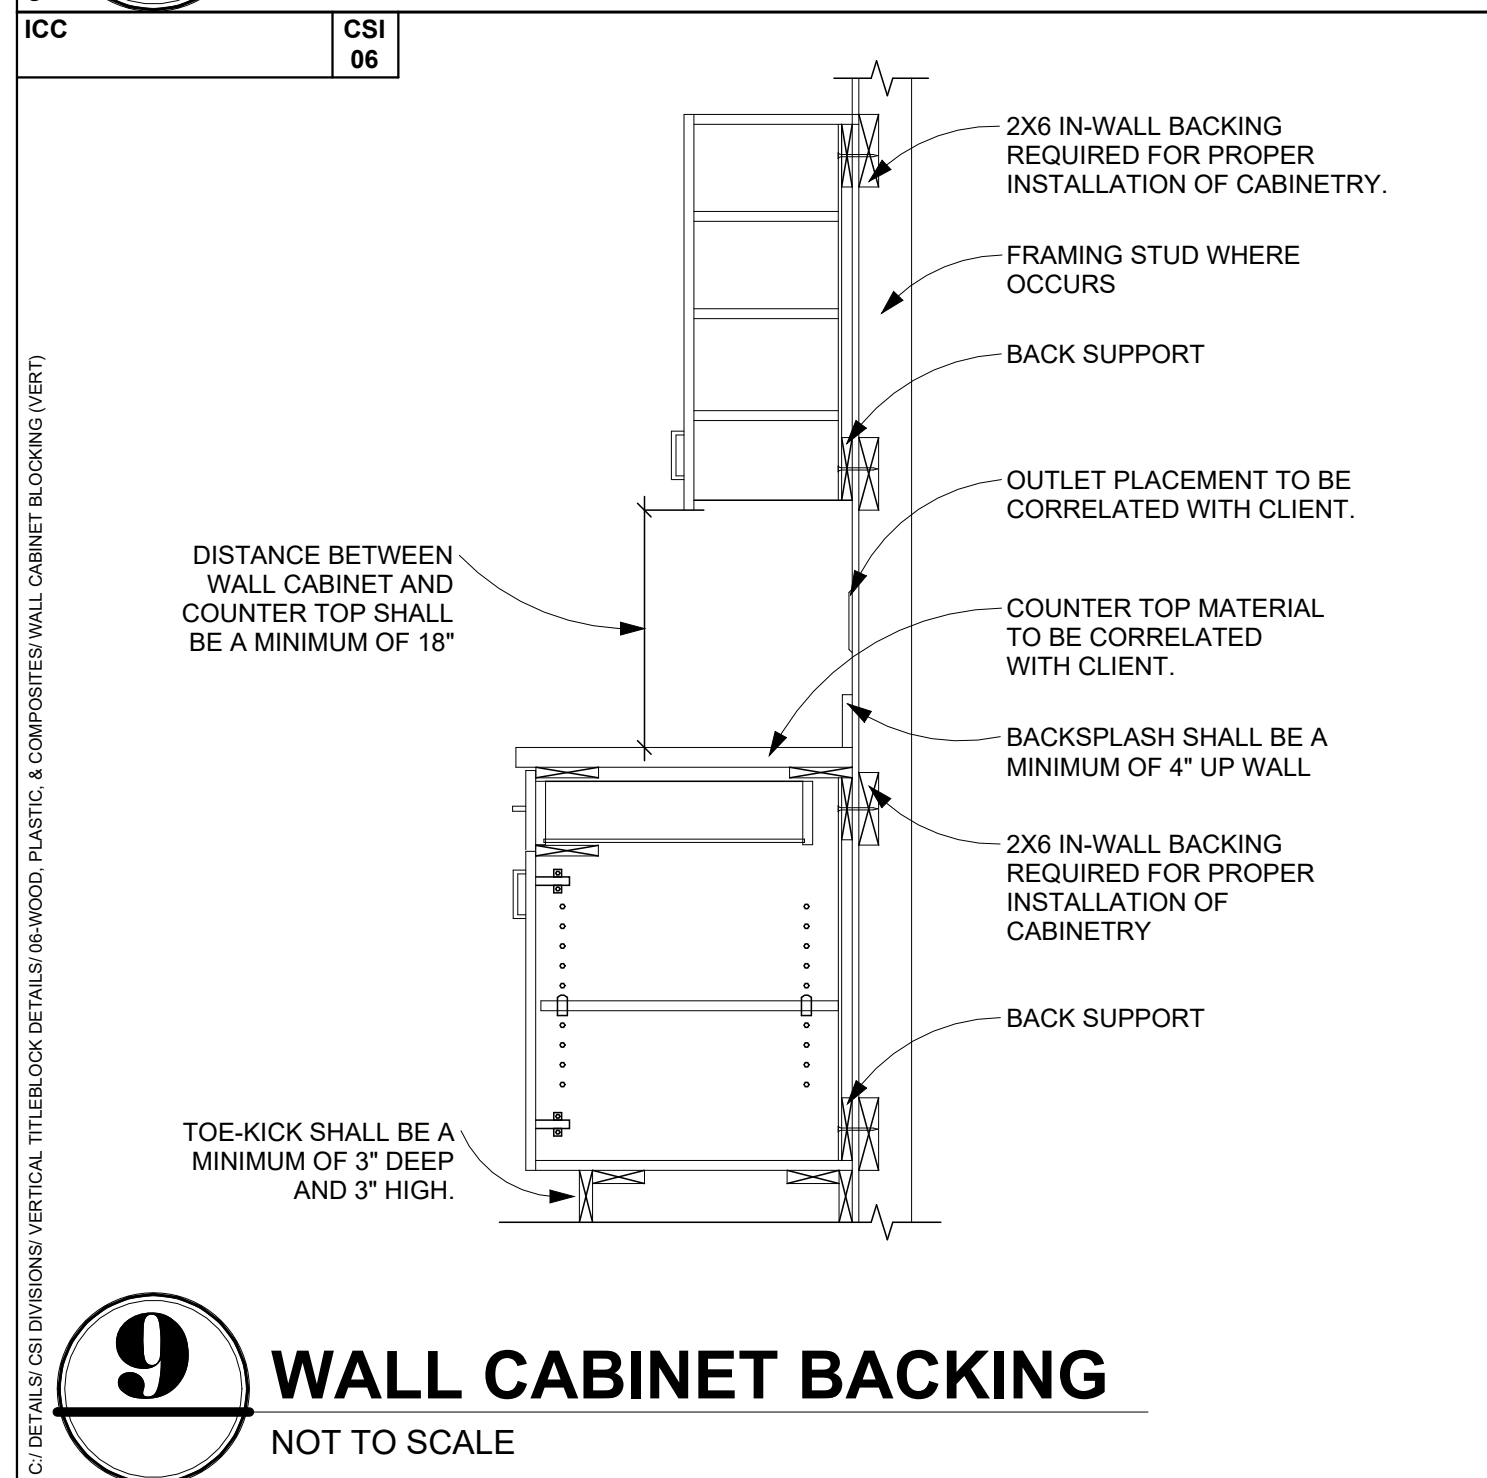 ICC
CSI
06
2X6 IN-WALL BACKING
REQUIRED FOR PROPER
INSTALLATION OF CABINETRY.
FRAMING STUD WHERE
OCCURS
BACK SUPPORT
OUTLET PLACEMENT TO BE
CORRELATED WITH CLIENT.
DISTANCE BETWEEN
WALL CABINET AND
COUNTER TOP SHALL
BE A MINIMUM OF 18"
COUNTER TOP MATERIAL
TO BE CORRELATED
WITH CLIENT.
BACKSPLASH SHALL BE A
MINIMUM OF 4" UP WALL
2X6 IN-WALL BACKING
REQUIRED FOR PROPER
INSTALLATION OF
CABINETRY
BACK SUPPORT
TOE-KICK SHALL BE A
MINIMUM OF 3" DEEP
AND 3" HIGH.
C:/ DETAILS/ CSI DIVISIONS/ VERTICAL TITLEBLOCK DETAILS/ 06-WOOD, PLASTIC, & COMPOSITES/ WALL CABINET BLOCKING (VERT)
9
WALL CABINET BACKING
NOT TO SCALE